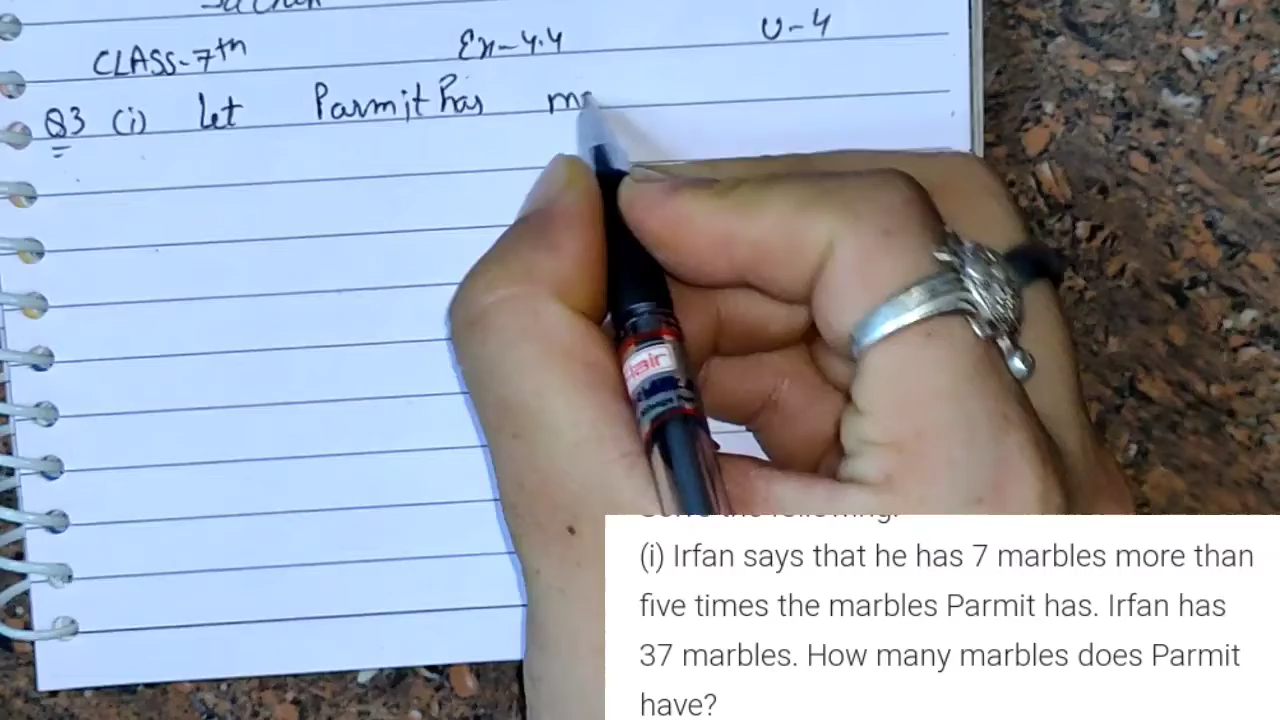 CLASS-7th Ex-4.4 U-4
Q3 (i) Let Parmit has
Hair
(i) Irfan says that he has 7 marbles more than
five times the marbles Parmit has. Irfan has
37 marbles. How many marbles does Parmit
have?